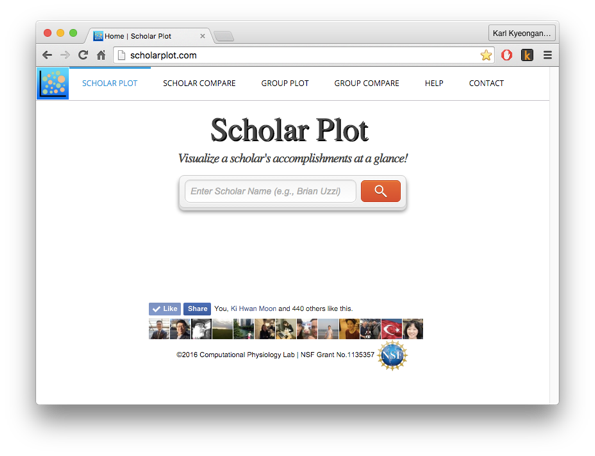 Home | Scholar Plot
Karl Kyeongan...
scholarplot.com
SCHOLAR PLOT SCHOLAR COMPARE GROUP PLOT GROUP COMPARE HELP CONTACT
Scholar Plot
Visualize a scholar's accomplishments at a glance!
Enter Scholar Name (e.g., Brian Uzzi)
Like Share You, Ki Hwan Moon and 440 others like this.
©2016 Computational Physiology Lab | NSF Grant No.1135357 NSF